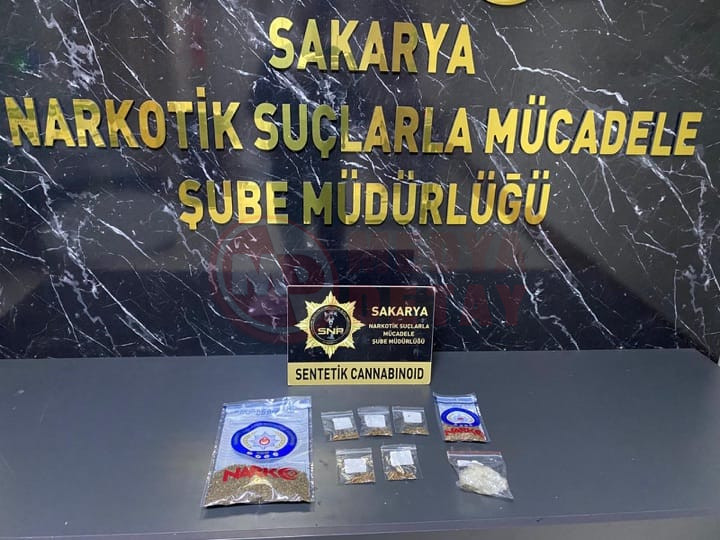 SAKARYA
NARKOTİK SUÇLARLA MÜCADELE
ŞUBE MÜDÜRLÜĞÜ
SAKARYA
NARKOTİK SUÇLARLA
MÜCADELE
ŞUBE MÜDÜRLÜĞÜ
SNP
SENTETİK CANNABINOID
NARKO